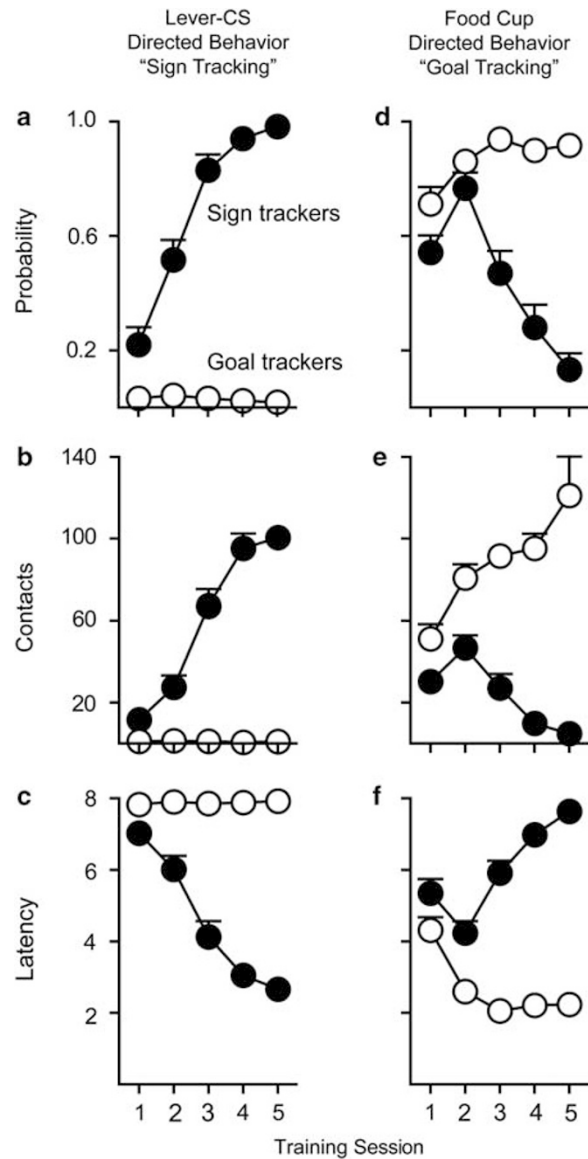 Lever-CS
Directed Behavior
“Sign Tracking”
Food Cup
Directed Behavior
“Goal Tracking”
a
1.0
0.6
0.2
Probability
Sign trackers
Goal trackers
d
b
140
100
60
20
Contacts
e
c
8
6
4
2
Latency
f
1 2 3 4 5
1 2 3 4 5
Training Session